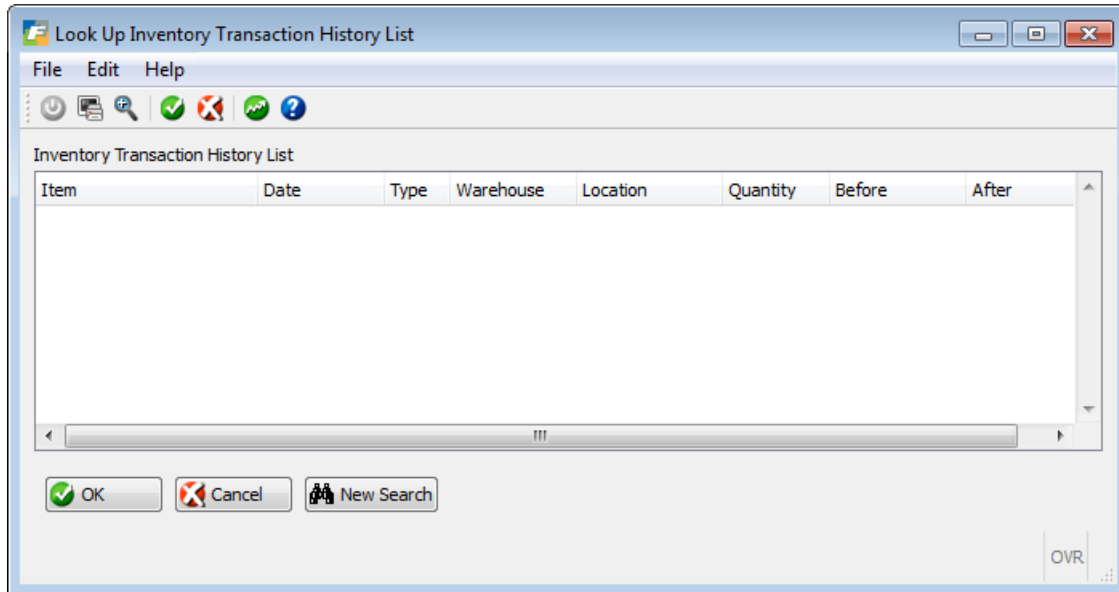 Look Up Inventory Transaction History List
File Edit Help
Inventory Transaction History List
Item Date Type Warehouse Location Quantity Before After
OK Cancel New Search
OVR